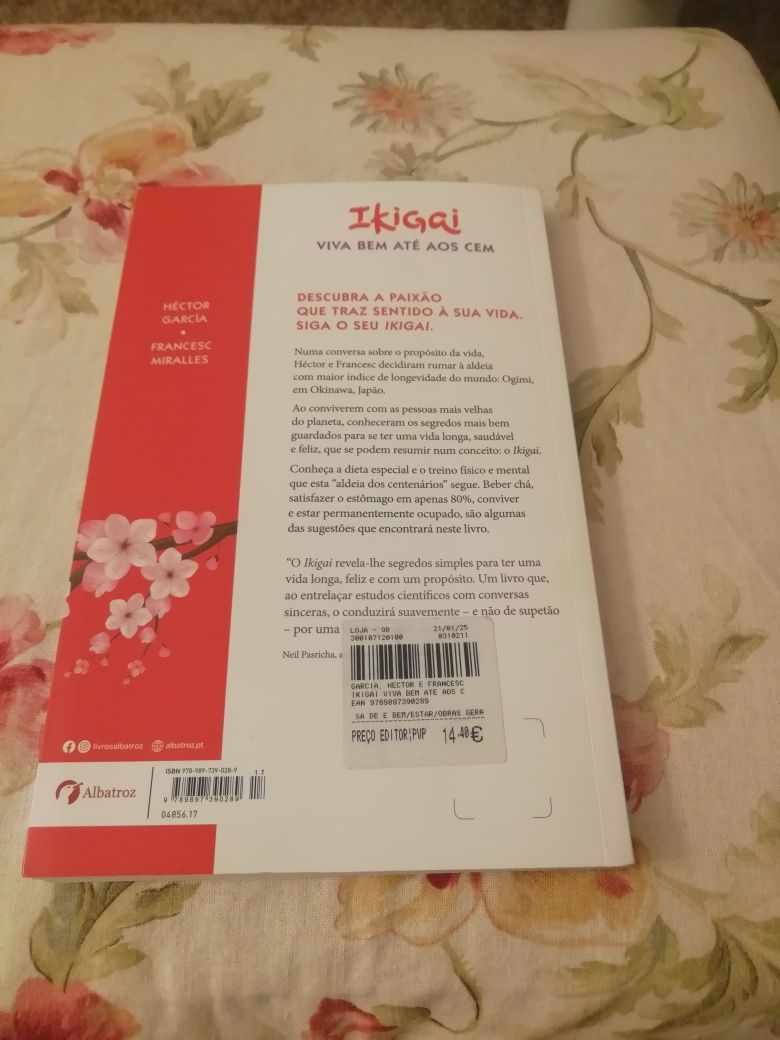 Ikigai
VIVA BEM ATÉ AOS CEM
HÉCTOR
GARCÍA
•
FRANCESC
MIRALLES
DESCUBRA A PAIXÃO
QUE TRAZ SENTIDO À SUA VIDA.
SIGA O SEU IKIGAI.
Numa conversa sobre o propósito da vida,
Héctor e Francesc decidiram rumar à aldeia
com maior índice de longevidade do mundo: Ogimi,
em Okinawa, Japão.
Ao conviverem com as pessoas mais velhas
do planeta, conheceram os segredos mais bem
guardados para se ter uma vida longa, saudável
e feliz, que se podem resumir num conceito: o Ikigai.
Conheça a dieta especial e o treino físico e mental
que esta “aldeia dos centenários” segue. Beber chá,
satisfazer o estômago em apenas 80%, conviver
e estar permanentemente ocupado, são algumas
das sugestões que encontrará neste livro.
“O Ikigai revela-lhe segredos simples para ter uma
vida longa, feliz e com um propósito. Um livro que,
ao entrelaçar estudos científicos com conversas
sinceras, o conduzirá suavemente – e não de supetão
– por uma
Neil Pasricha, a
LOJA - 98 21/01/25
300107120100 0310211
GARCIA, HECTOR E FRANCESC
IKIGAI VIVA BEM ATE AOS C
EAN 9789897390289
SA DE E BEM/ESTAR/OBRAS GERA
PREÇO EDITOR¦PVP 14.40€
livrosalbatroz albatroz.pt
Albatroz
ISBN 978-989-739-028-9
1 7
9 789897 390289
04856.17